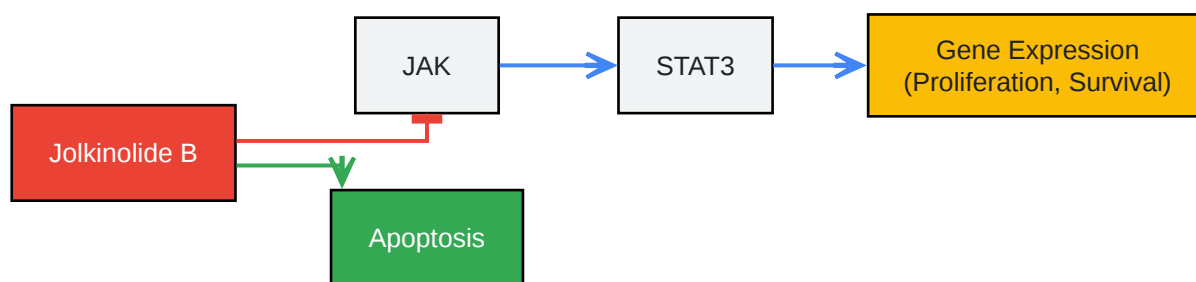 JAK
STAT3
Gene Expression
(Proliferation, Survival)
Jolkinolide B
Apoptosis